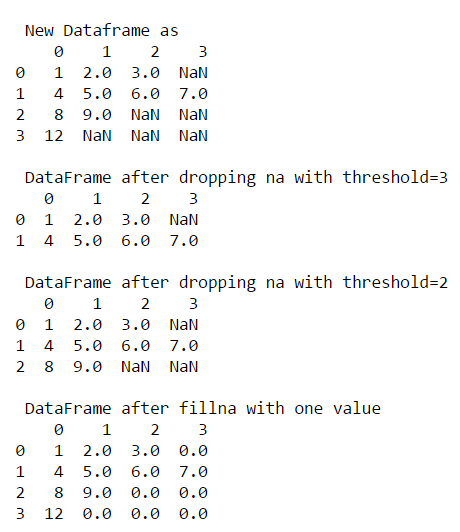 New Dataframe as
    0    1    2    3
0   1  2.0  3.0  NaN
1   4  5.0  6.0  7.0
2   8  9.0  NaN  NaN
3  12  NaN  NaN  NaN
DataFrame after dropping na with threshold=3
   0    1    2    3
0  1  2.0  3.0  NaN
1  4  5.0  6.0  7.0
DataFrame after dropping na with threshold=2
   0    1    2    3
0  1  2.0  3.0  NaN
1  4  5.0  6.0  7.0
2  8  9.0  NaN  NaN
DataFrame after fillna with one value
    0    1    2    3
0   1  2.0  3.0  0.0
1   4  5.0  6.0  7.0
2   8  9.0  0.0  0.0
3  12  0.0  0.0  0.0